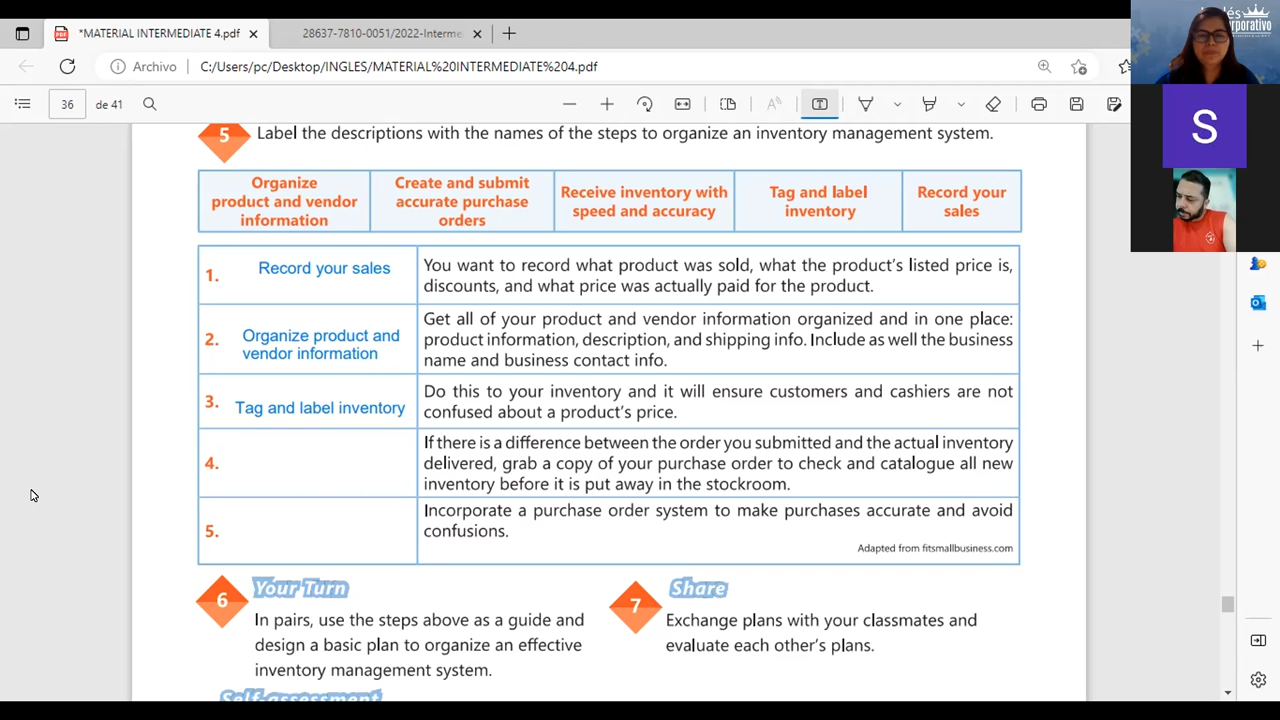 *MATERIAL INTERMEDIATE 4.pdf
28637-7810-0051/2022-Interme
Archivo
C:/Users/pc/Desktop/INGLES/MATERIAL%20INTERMEDIATE%204.pdf
36
de 41
5 Label the descriptions with the names of the steps to organize an inventory management system.
Organize
product and vendor
information
Create and submit
accurate purchase
orders
Receive inventory with
speed and accuracy
Tag and label
inventory
Record your
sales
1. Record your sales
You want to record what product was sold, what the product's listed price is,
discounts, and what price was actually paid for the product.
2. Organize product and
vendor information
Get all of your product and vendor information organized and in one place:
product information, description, and shipping info. Include as well the business
name and business contact info.
3. Tag and label inventory
Do this to your inventory and it will ensure customers and cashiers are not
confused about a product's price.
4.
If there is a difference between the order you submitted and the actual inventory
delivered, grab a copy of your purchase order to check and catalogue all new
inventory before it is put away in the stockroom.
5.
Incorporate a purchase order system to make purchases accurate and avoid
confusions.
Adapted from fitsmallbusiness.com
6 Your Turn
In pairs, use the steps above as a guide and
design a basic plan to organize an effective
inventory management system.
7 Share
Exchange plans with your classmates and
evaluate each other's plans.
Self-assessment
S